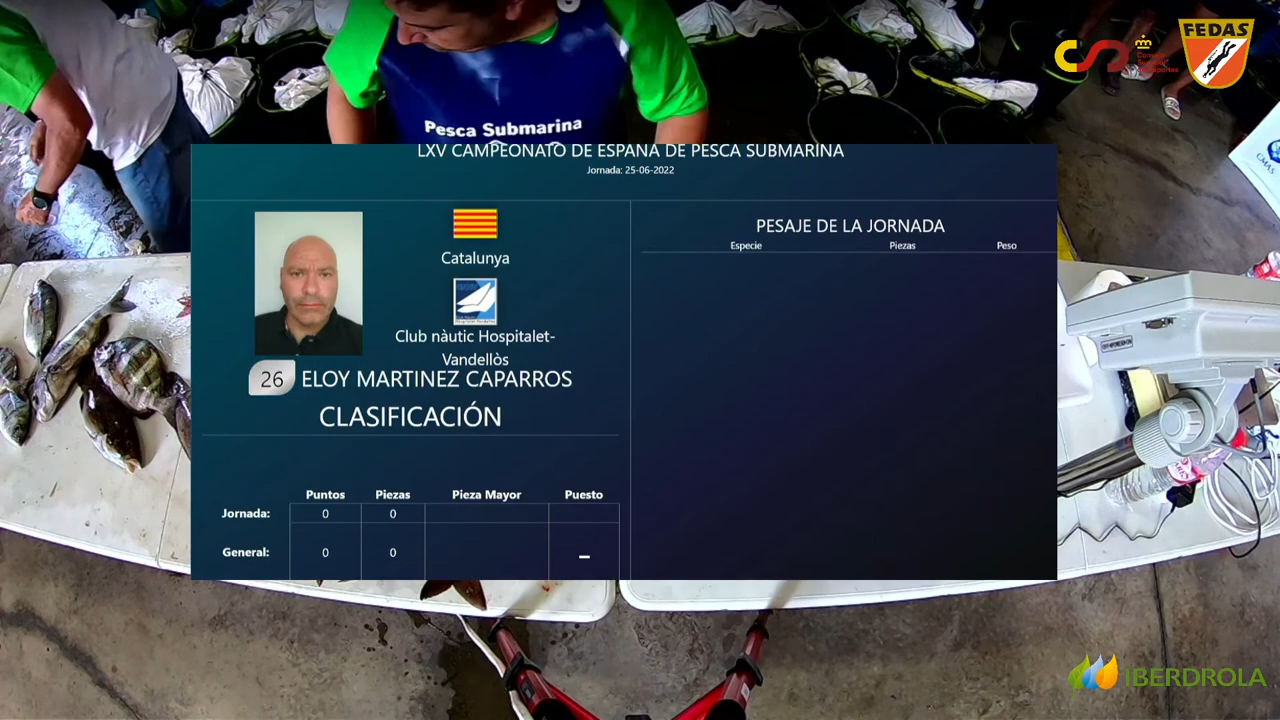 FEDAS
Pesca Submarina
LXV CAMPEONATO DE ESPAÑA DE PESCA SUBMARINA
Jornada: 25-06-2022
Catalunya
Club nàutic Hospitalet-
Vandellòs
26 ELOY MARTINEZ CAPARROS
CLASIFICACIÓN
Puntos Piezas Pieza Mayor Puesto
Jornada: 0 0
General: 0 0 –
PESAJE DE LA JORNADA
Especie Piezas Peso
CMAS
IBERDROLA